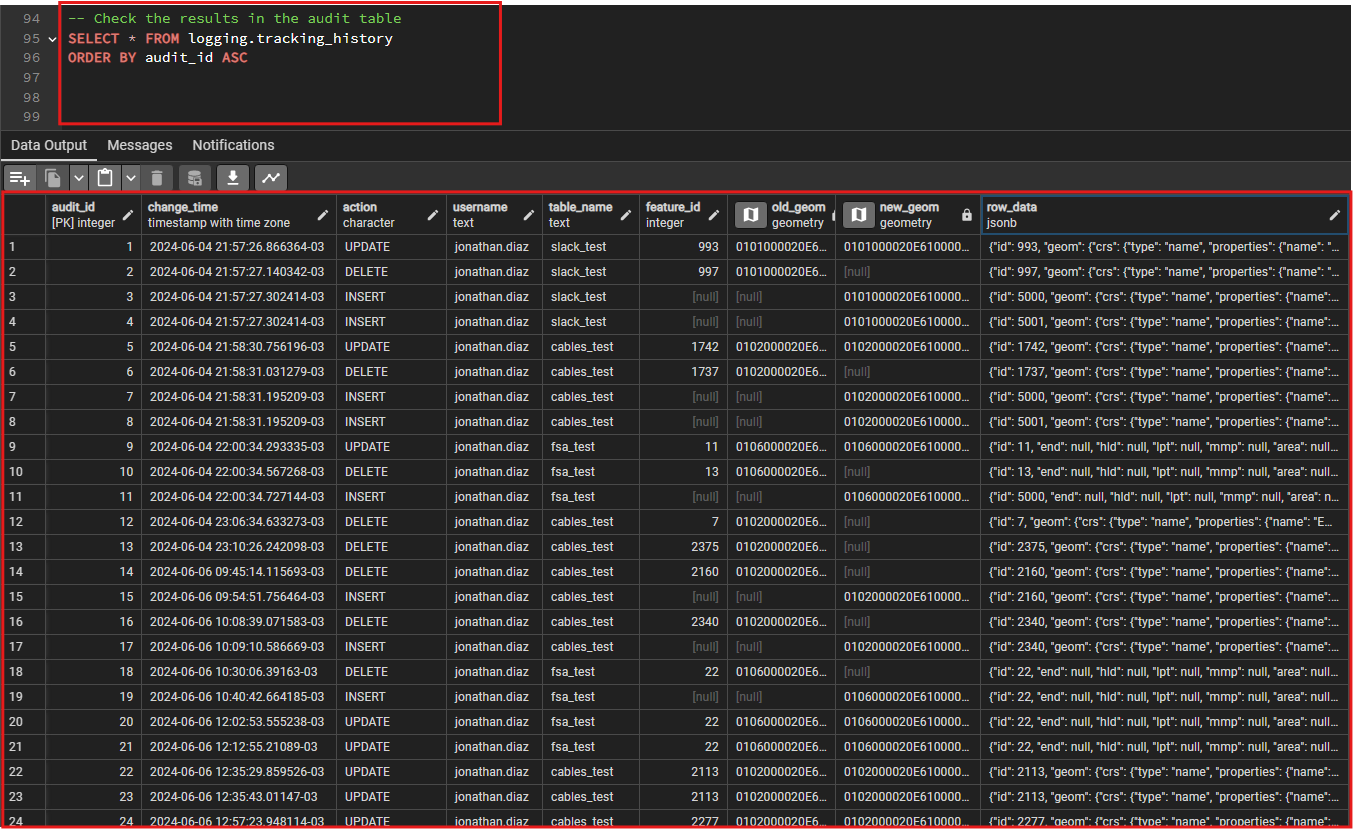 94 -- Check the results in the audit table
95 SELECT * FROM logging.tracking_history
96 ORDER BY audit_id ASC
97
98
99
Data Output Messages Notifications
audit_id change_time action username table_name feature_id old_geom new_geom row_data
[PK] integer timestamp with time zone character text text integer geometry geometry jsonb
1 1 2024-06-04 21:57:26.866364-03 UPDATE jonathan.diaz slack_test 993 0101000020E6... 0101000020E610000... {"id": 993, "geom": {"crs": {"type": "name", "properties": {"name": "...
2 2 2024-06-04 21:57:27.140342-03 DELETE jonathan.diaz slack_test 997 0101000020E6... [null] {"id": 997, "geom": {"crs": {"type": "name", "properties": {"name": "...
3 3 2024-06-04 21:57:27.302414-03 INSERT jonathan.diaz slack_test [null] [null] 0101000020E610000... {"id": 5000, "geom": {"crs": {"type": "name", "properties": {"name":...
4 4 2024-06-04 21:57:27.302414-03 INSERT jonathan.diaz slack_test [null] [null] 0101000020E610000... {"id": 5001, "geom": {"crs": {"type": "name", "properties": {"name":...
5 5 2024-06-04 21:58:30.756196-03 UPDATE jonathan.diaz cables_test 1742 0102000020E6... 0102000020E610000... {"id": 1742, "geom": {"crs": {"type": "name", "properties": {"name":...
6 6 2024-06-04 21:58:31.031279-03 DELETE jonathan.diaz cables_test 1737 0102000020E6... [null] {"id": 1737, "geom": {"crs": {"type": "name", "properties": {"name":...
7 7 2024-06-04 21:58:31.195209-03 INSERT jonathan.diaz cables_test [null] [null] 0102000020E610000... {"id": 5000, "geom": {"crs": {"type": "name", "properties": {"name":...
8 8 2024-06-04 21:58:31.195209-03 INSERT jonathan.diaz cables_test [null] [null] 0102000020E610000... {"id": 5001, "geom": {"crs": {"type": "name", "properties": {"name":...
9 9 2024-06-04 22:00:34.293335-03 UPDATE jonathan.diaz fsa_test 11 0106000020E6... 0106000020E610000... {"id": 11, "end": null, "hld": null, "lpt": null, "mmp": null, "area": null...
10 10 2024-06-04 22:00:34.567268-03 DELETE jonathan.diaz fsa_test 13 0106000020E6... [null] {"id": 13, "end": null, "hld": null, "lpt": null, "mmp": null, "area": null...
11 11 2024-06-04 22:00:34.727144-03 INSERT jonathan.diaz fsa_test [null] [null] 0106000020E610000... {"id": 5000, "end": null, "hld": null, "lpt": null, "mmp": null, "area": n...
12 12 2024-06-04 23:06:34.633273-03 DELETE jonathan.diaz cables_test 7 0102000020E6... [null] {"id": 7, "geom": {"crs": {"type": "name", "properties": {"name": "E...
13 13 2024-06-04 23:10:26.242098-03 DELETE jonathan.diaz cables_test 2375 0102000020E6... [null] {"id": 2375, "geom": {"crs": {"type": "name", "properties": {"name":...
14 14 2024-06-06 09:45:14.115693-03 DELETE jonathan.diaz cables_test 2160 0102000020E6... [null] {"id": 2160, "geom": {"crs": {"type": "name", "properties": {"name":...
15 15 2024-06-06 09:54:51.756464-03 INSERT jonathan.diaz cables_test [null] [null] 0102000020E610000... {"id": 2160, "geom": {"crs": {"type": "name", "properties": {"name":...
16 16 2024-06-06 10:08:39.071583-03 DELETE jonathan.diaz cables_test 2340 0102000020E6... [null] {"id": 2340, "geom": {"crs": {"type": "name", "properties": {"name":...
17 17 2024-06-06 10:09:10.586669-03 INSERT jonathan.diaz cables_test [null] [null] 0102000020E610000... {"id": 2340, "geom": {"crs": {"type": "name", "properties": {"name":...
18 18 2024-06-06 10:30:06.39163-03 DELETE jonathan.diaz fsa_test 22 0106000020E6... [null] {"id": 22, "end": null, "hld": null, "lpt": null, "mmp": null, "area": null...
19 19 2024-06-06 10:40:42.664185-03 INSERT jonathan.diaz fsa_test [null] [null] 0106000020E610000... {"id": 22, "end": null, "hld": null, "lpt": null, "mmp": null, "area": null...
20 20 2024-06-06 12:02:53.555238-03 UPDATE jonathan.diaz fsa_test 22 0106000020E6... 0106000020E610000... {"id": 22, "end": null, "hld": null, "lpt": null, "mmp": null, "area": null...
21 21 2024-06-06 12:12:55.21089-03 UPDATE jonathan.diaz fsa_test 22 0106000020E6... 0106000020E610000... {"id": 22, "end": null, "hld": null, "lpt": null, "mmp": null, "area": null...
22 22 2024-06-06 12:35:29.859526-03 UPDATE jonathan.diaz cables_test 2113 0102000020E6... 0102000020E610000... {"id": 2113, "geom": {"crs": {"type": "name", "properties": {"name":...
23 23 2024-06-06 12:35:43.01147-03 UPDATE jonathan.diaz cables_test 2113 0102000020E6... 0102000020E610000... {"id": 2113, "geom": {"crs": {"type": "name", "properties": {"name":...
24 24 2024-06-06 12:57:23.948114-03 UPDATE jonathan.diaz cables_test 2277 0102000020E6... 0102000020E610000... {"id": 2277, "geom": {"crs": {"type": "name", "properties": {"name":...